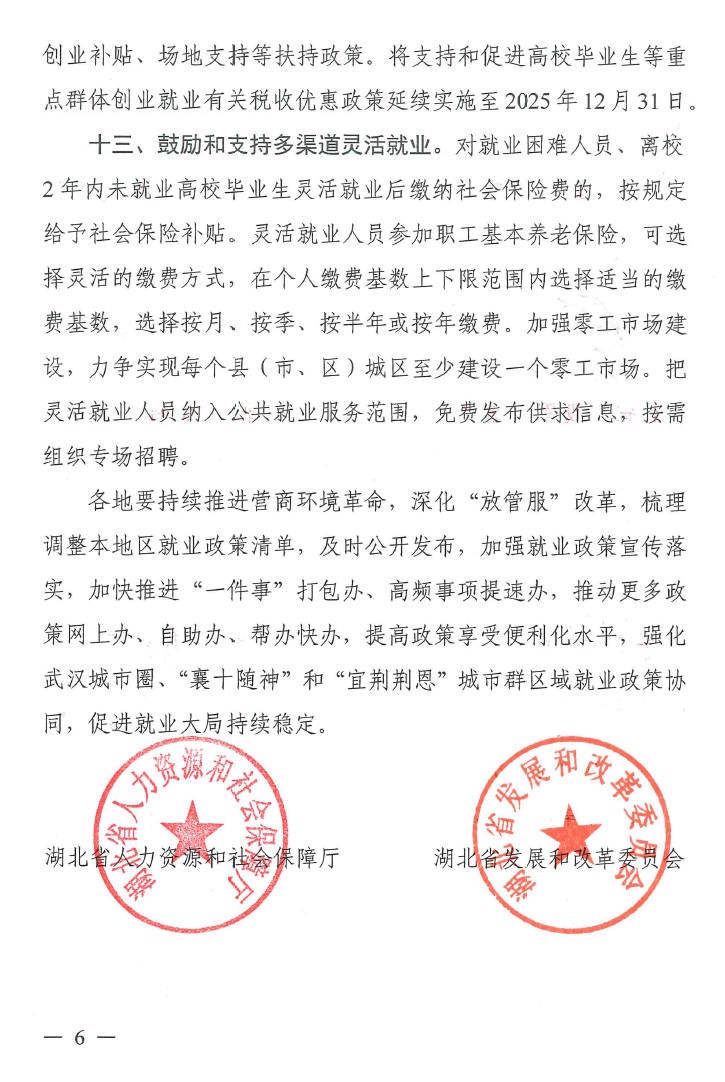 创业补贴、场地支持等扶持政策。将支持和促进高校毕业生等重
点群体创业就业有关税收优惠政策延续实施至2025年12月31日。
十三、鼓励和支持多渠道灵活就业。对就业困难人员、离校
2年内未就业高校毕业生灵活就业后缴纳社会保险费的，按规定
给予社会保险补贴。灵活就业人员参加职工基本养老保险，可选
择灵活的缴费方式，在个人缴费基数上下限范围内选择适当的缴
费基数，选择按月、按季、按半年或按年缴费。加强零工市场建
设，力争实现每个县（市、区）城区至少建设一个零工市场。把
灵活就业人员纳入公共就业服务范围，免费发布供求信息，按需
组织专场招聘。
各地要持续推进营商环境革命，深化“放管服”改革，梳理
调整本地区就业政策清单，及时公开发布，加强就业政策宣传落
实，加快推进“一件事”打包办、高频事项提速办，推动更多政
策网上办、自助办、帮办快办，提高政策享受便利化水平，强化
武汉城市圈、“襄十随神”和“宜荆荆恩”城市群区域就业政策协
同，促进就业大局持续稳定。
湖北省人力资源和社会保障厅
湖北省发展和改革委员会
湖北省人力资源和社会保障厅
湖北省发展和改革委员会
— 6 —